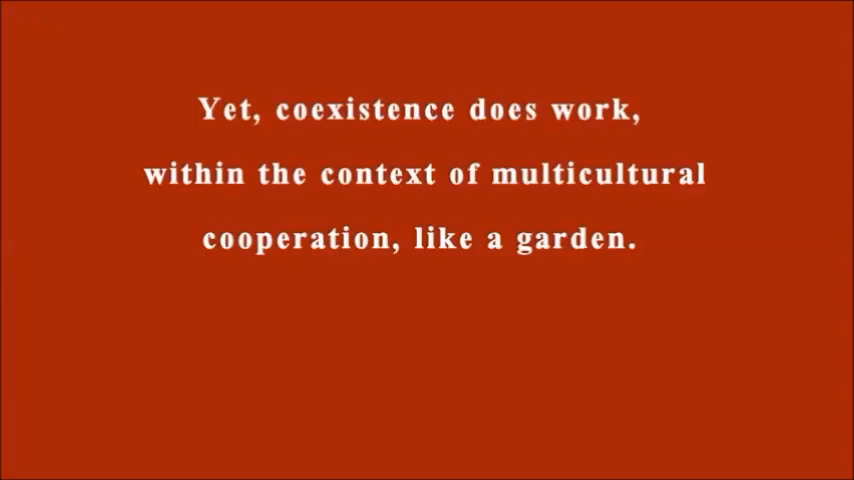 Yet, coexistence does work,
within the context of multicultural
cooperation, like a garden.